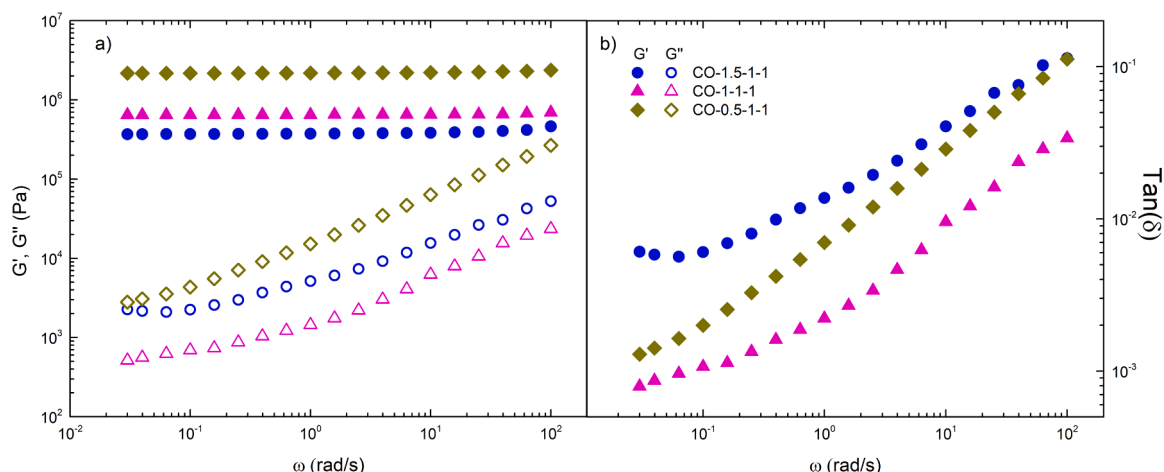 a)
G', G'' (Pa)
10^6
10^5
10^4
10^3
10^2
10^-2
10^-1
10^0
10^1
10^2
ω (rad/s)
b)
G' G''
CO-1.5-1-1
CO-1-1-1
CO-0.5-1-1
10^-1
10^-2
10^-3
Tan(δ)
10^-1
10^0
10^1
10^2
ω (rad/s)